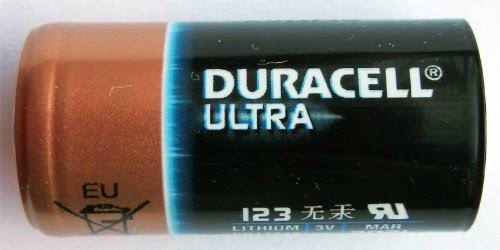 DURACELL®
ULTRA
EU
123 无汞
LITHIUM 3V MAR